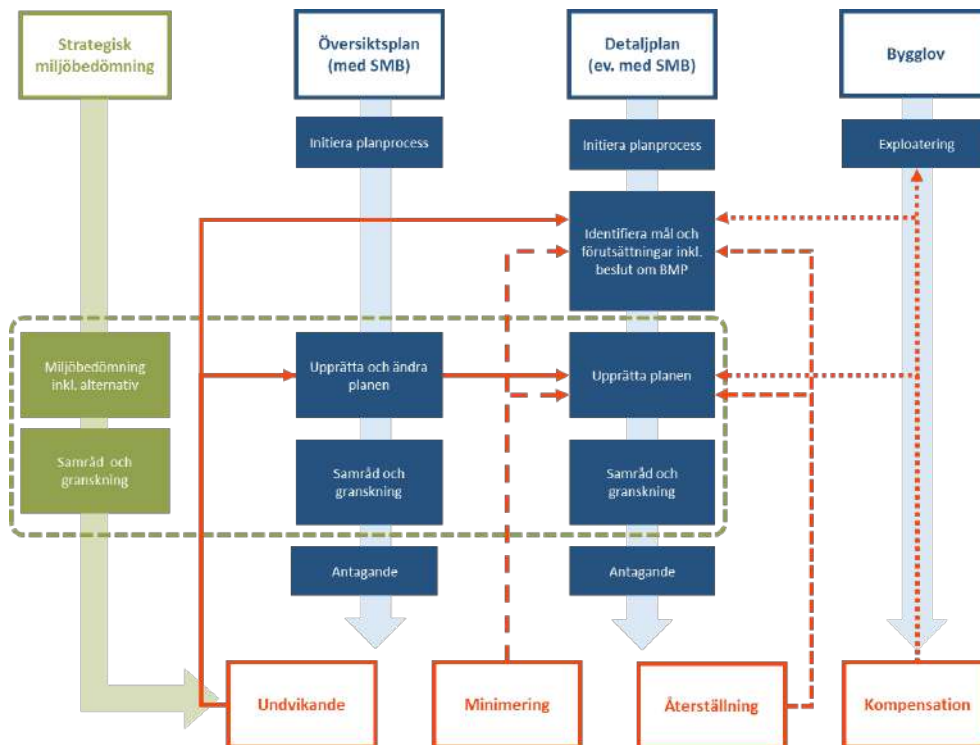 Strategisk
miljöbedömning
Översiktsplan
(med SMB)
Detaljplan
(ev. med SMB)
Bygglov
Initiera planprocess
Initiera planprocess
Exploatering
Identifiera mål och
förutsättningar inkl.
beslut om BMP
Miljöbedömning
inkl. alternativ
Upprätta och ändra
planen
Upprätta planen
Samråd och
granskning
Samråd och
granskning
Samråd och
granskning
Antagande
Antagande
Undvikande
Minimering
Återställning
Kompensation